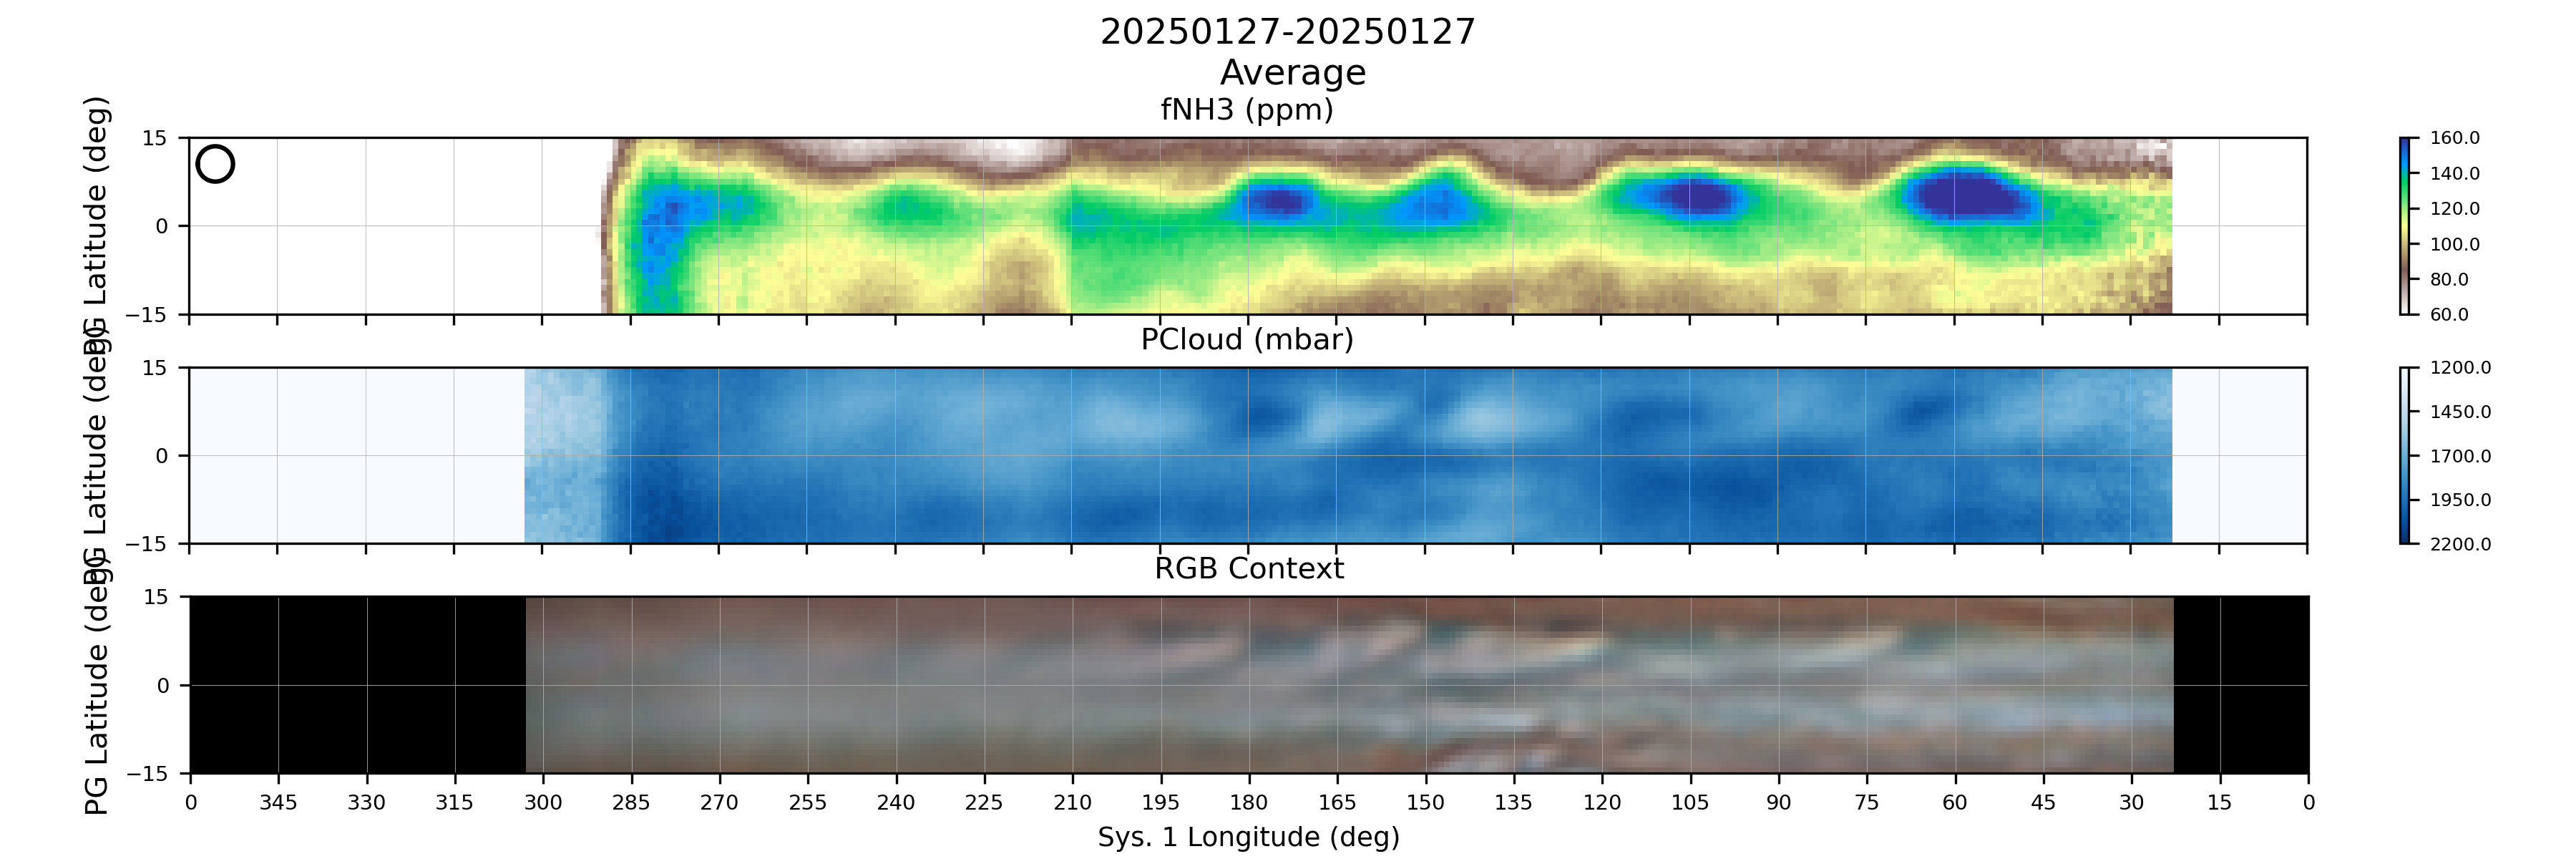 20250127-20250127
Average
fNH3 (ppm)
PG Latitude (deg)
15
0
−15
160.0
140.0
120.0
100.0
80.0
60.0
PCloud (mbar)
PG Latitude (deg)
15
0
−15
1200.0
1450.0
1700.0
1950.0
2200.0
RGB Context
PG Latitude (deg)
15
0
−15
0 345 330 315 300 285 270 255 240 225 210 195 180 165 150 135 120 105 90 75 60 45 30 15 0
Sys. 1 Longitude (deg)